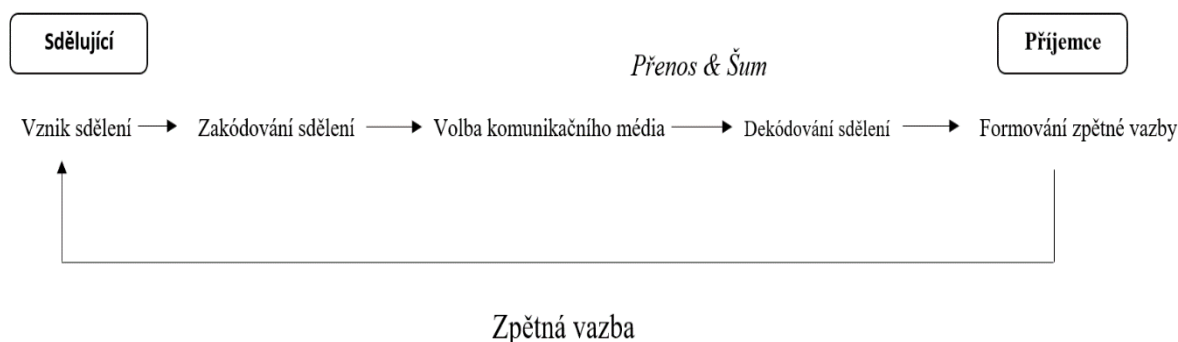 Sdělující
Příjemce
Přenos & Šum
Vznik sdělení
Zakódování sdělení
Volba komunikačního média
Dekódování sdělení
Formování zpětné vazby
Zpětná vazba